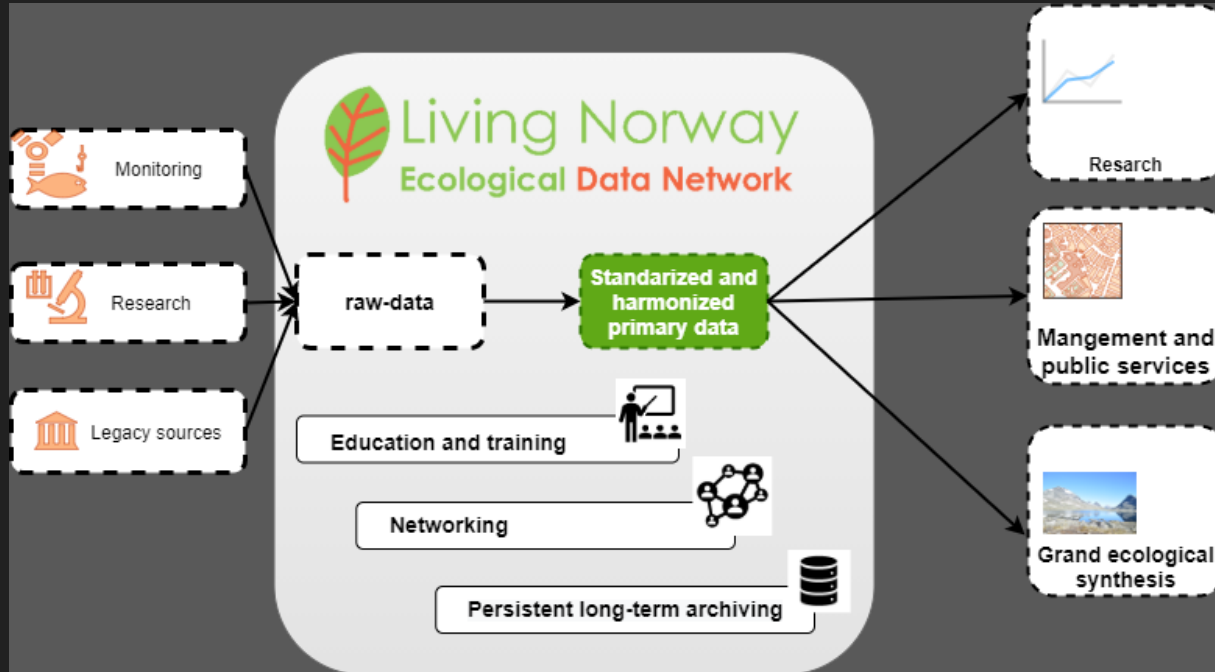 Monitoring
Research
Legacy sources
Living Norway
Ecological Data Network
raw-data
Standarized and
harmonized
primary data
Education and training
Networking
Persistent long-term archiving
Resarch
Mangement and
public services
Grand ecological
synthesis